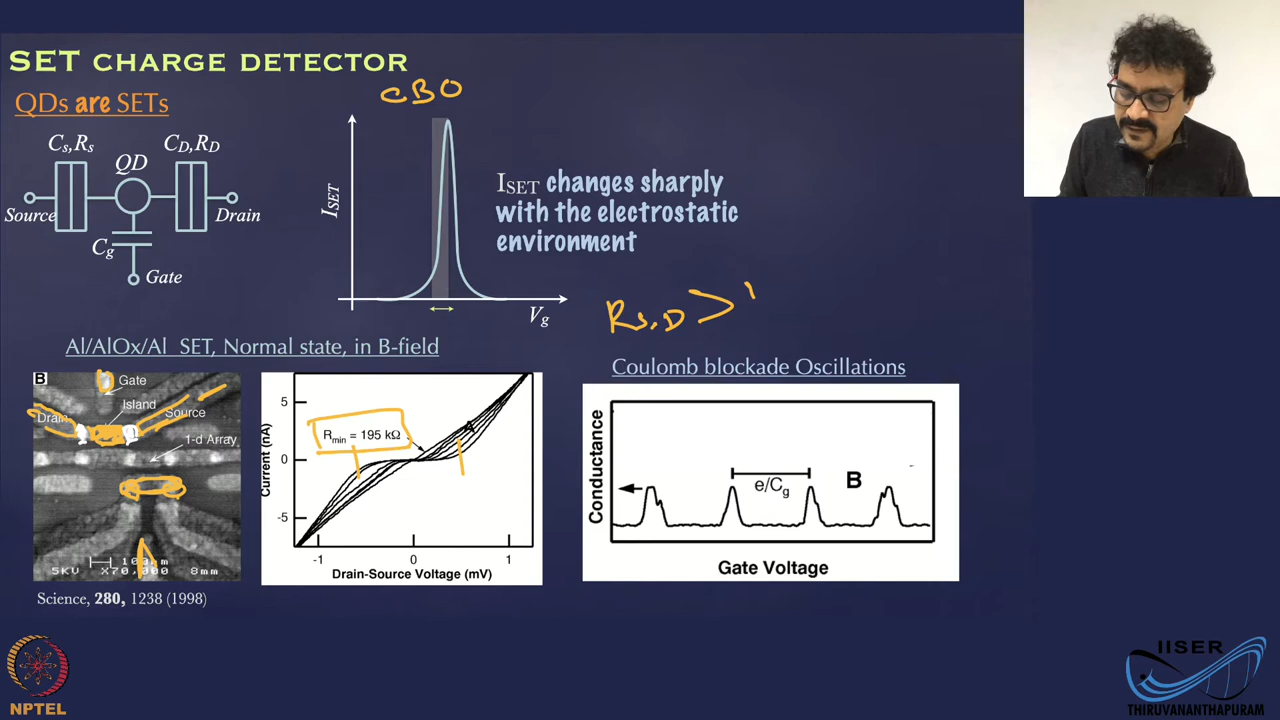 SET CHARGE DETECTOR
QDs are SETs
Cs,Rs
QD
CD,RD
Source
Drain
Cg
Gate
CBO
ISET
Vg
ISET changes sharply
with the electrostatic
environment
Rs,D >
Al/AlOx/Al SET, Normal state, in B-field
B
Gate
Island
Drain
Source
1-d Array
5KV X70,000 8mm
Science, 280, 1238 (1998)
Current (nA)
5
0
-5
Rmin = 195 kΩ
-1 0 1
Drain-Source Voltage (mV)
Coulomb blockade Oscillations
Conductance
e/Cg
B
Gate Voltage
NPTEL
IISER
THIRUVANANTHAPURAM